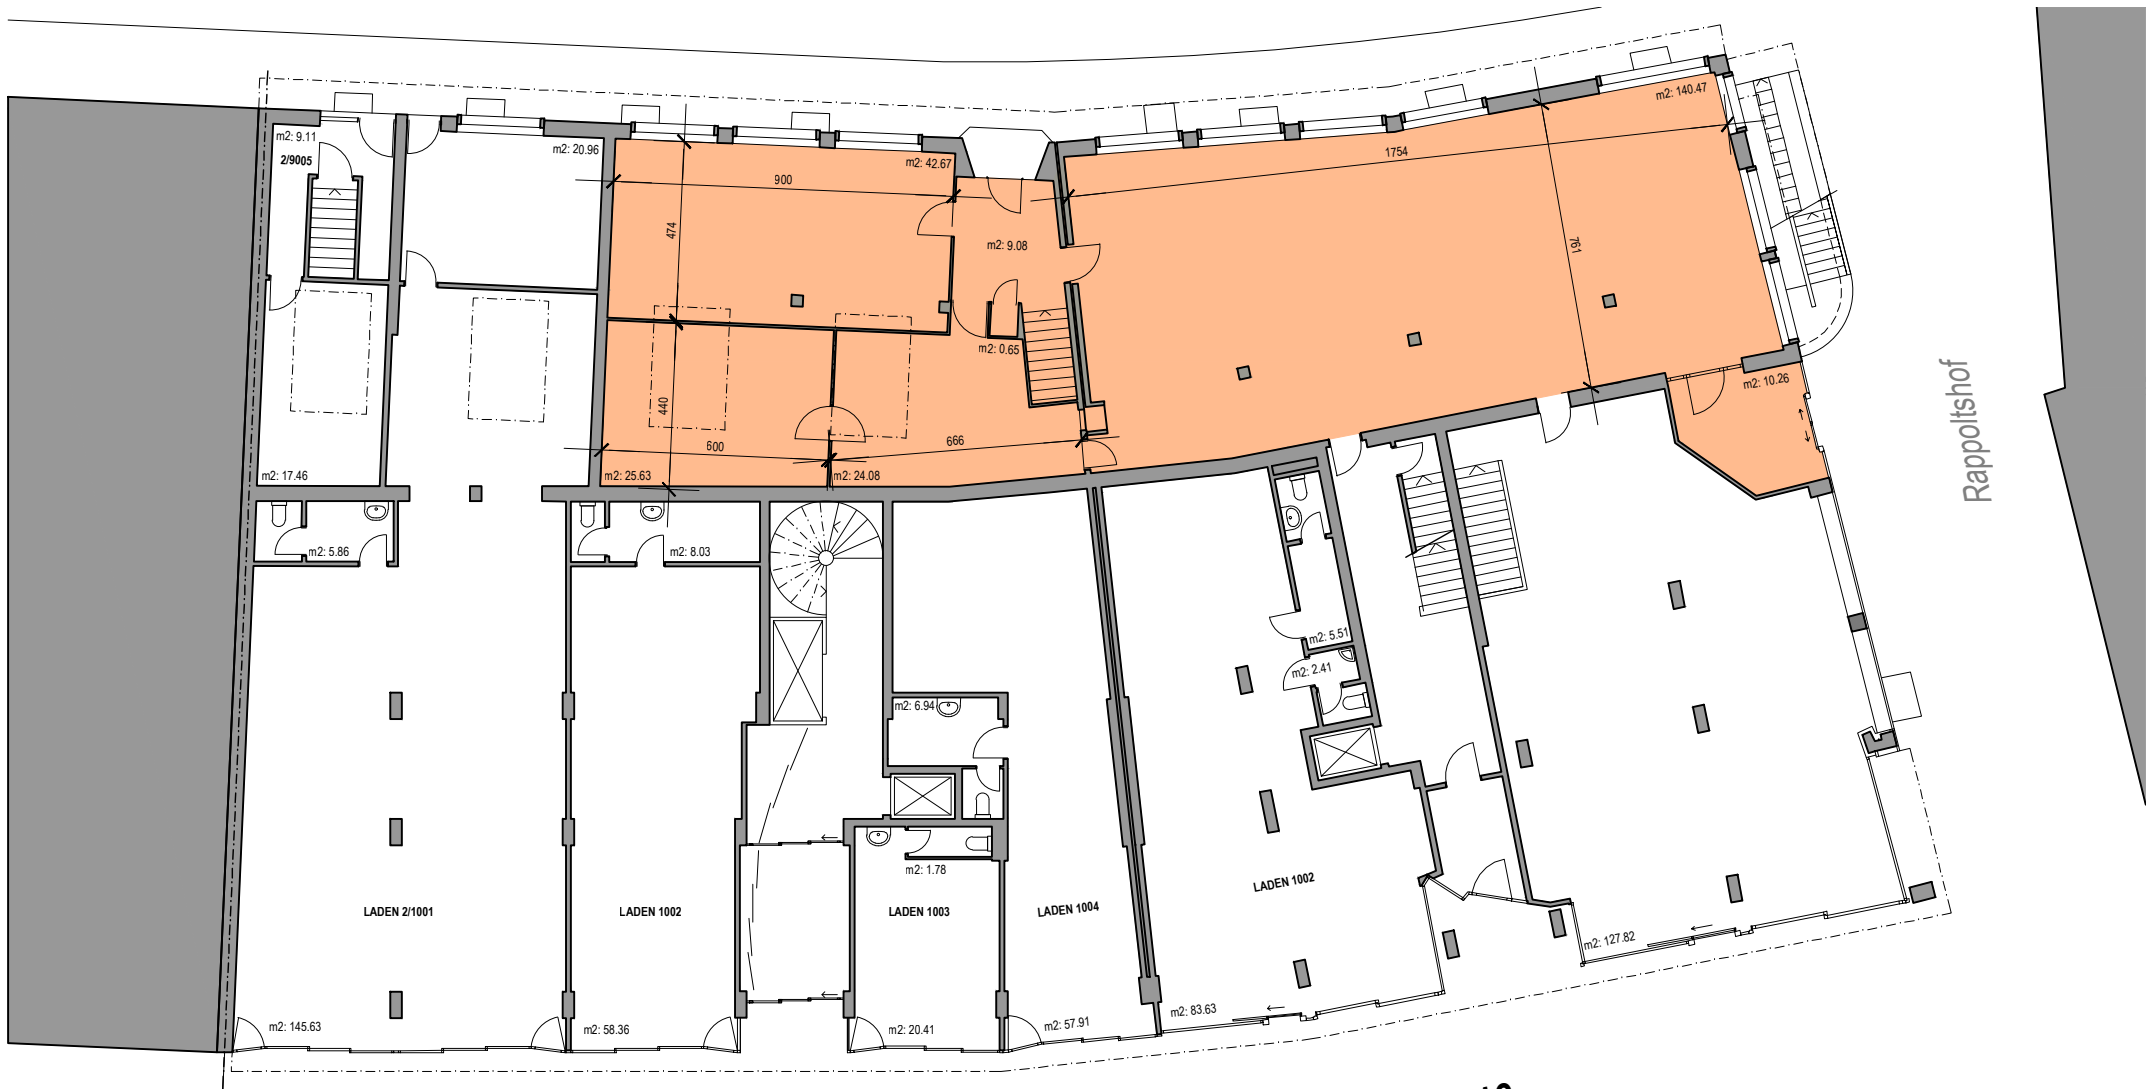 m2: 140.47
m2: 9.11
2/9005
m2: 20.96
m2: 42.67
1754
900
474
m2: 9.08
761
m2: 0.65
m2: 10.26
Rappoltshof
440
600
666
m2: 17.46
m2: 25.63
m2: 24.08
m2: 5.86
m2: 8.03
m2: 5.51
m2: 2.41
m2: 6.94
m2: 1.78
LADEN 2/1001
LADEN 1002
LADEN 1003
LADEN 1004
LADEN 1002
m2: 127.82
m2: 145.63
m2: 58.36
m2: 20.41
m2: 57.91
m2: 83.63